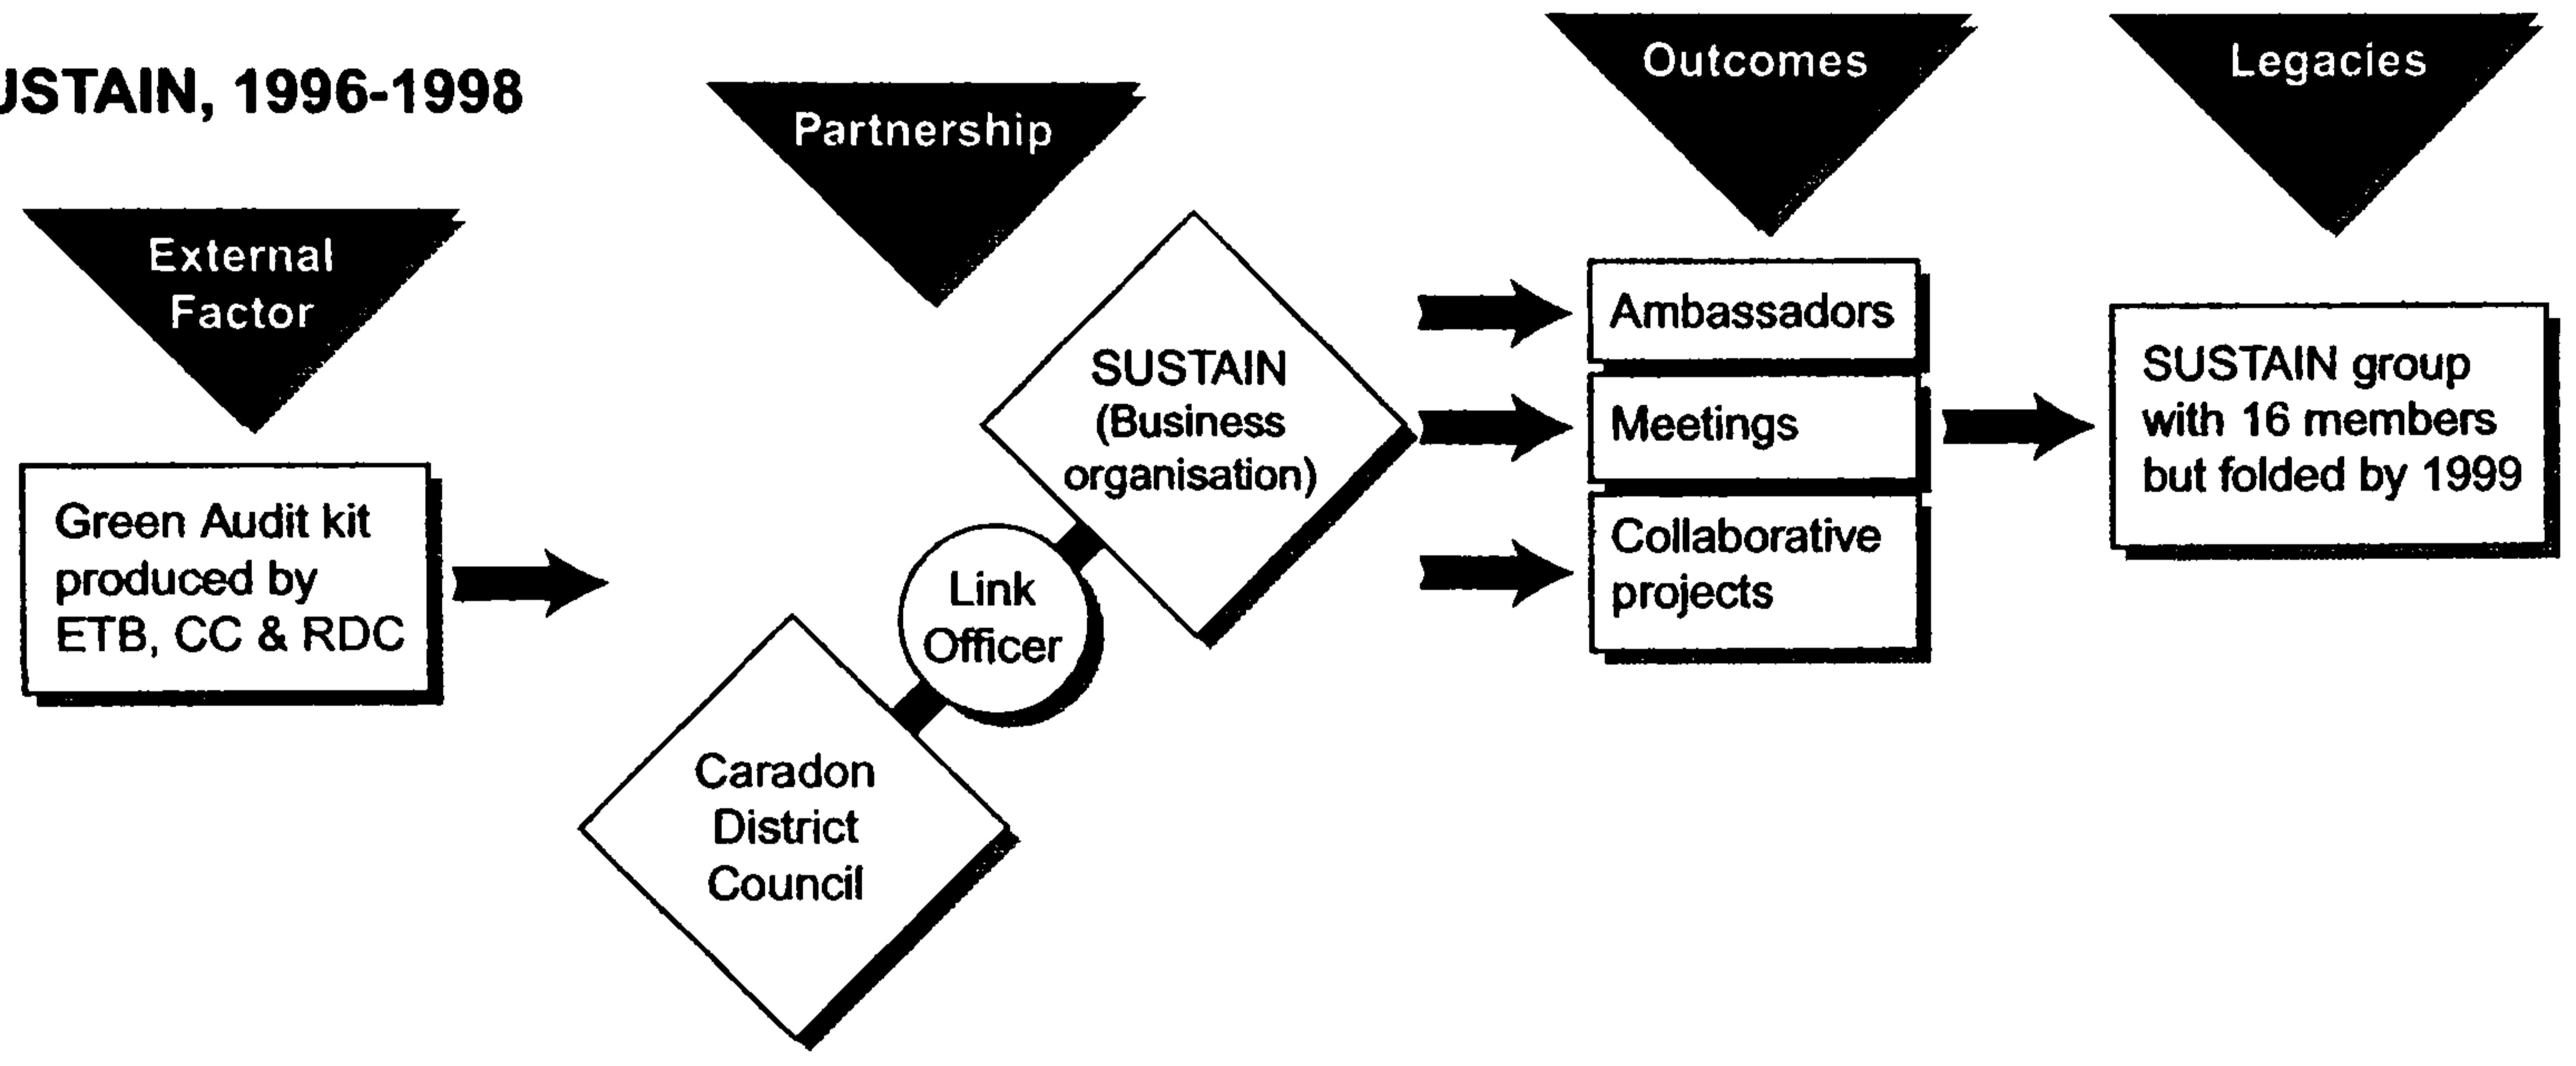 USTAIN, 1996-1998
External
Factor
Green Audit kit
produced by
ETB, CC & RDC
Partnership
SUSTAIN
(Business
organisation)
Link
Officer
Caradon
District
Council
Outcomes
Ambassadors
Meetings
Collaborative
projects
Legacies
SUSTAIN group
with 16 members
but folded by 1999